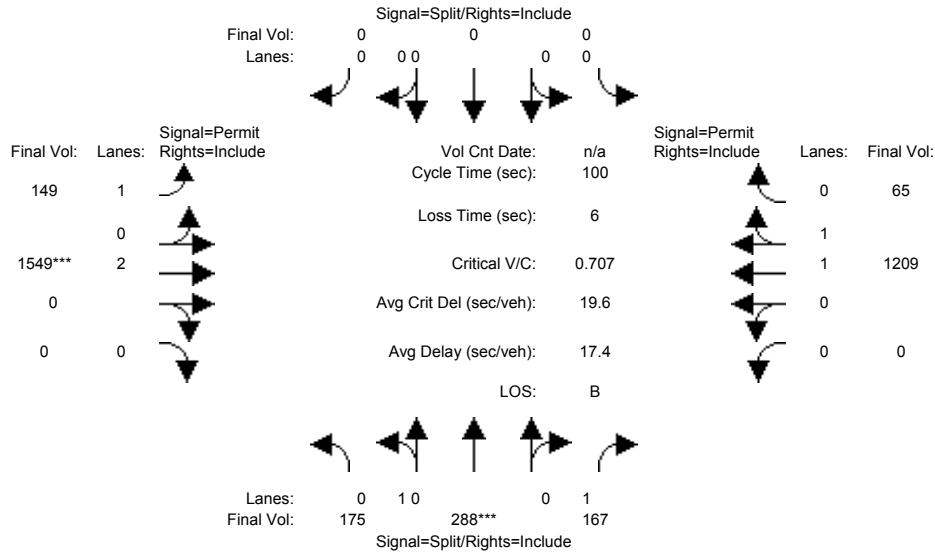 Signal=Split/Rights=Include
Final Vol: 0 0 0
Lanes: 0 0 0 0 0
Signal=Permit Signal=Permit
Final Vol: Lanes: Rights=Include Vol Cnt Date: n/a Rights=Include Lanes: Final Vol:
Cycle Time (sec): 100
149 1 0 65
Loss Time (sec): 6
0 1
1549*** 2 Critical V/C: 0.707 1 1209
0 Avg Crit Del (sec/veh): 19.6 0
0 0 Avg Delay (sec/veh): 17.4 0 0
LOS: B
Lanes: 0 1 0 0 1
Final Vol: 175 288*** 167
Signal=Split/Rights=Include